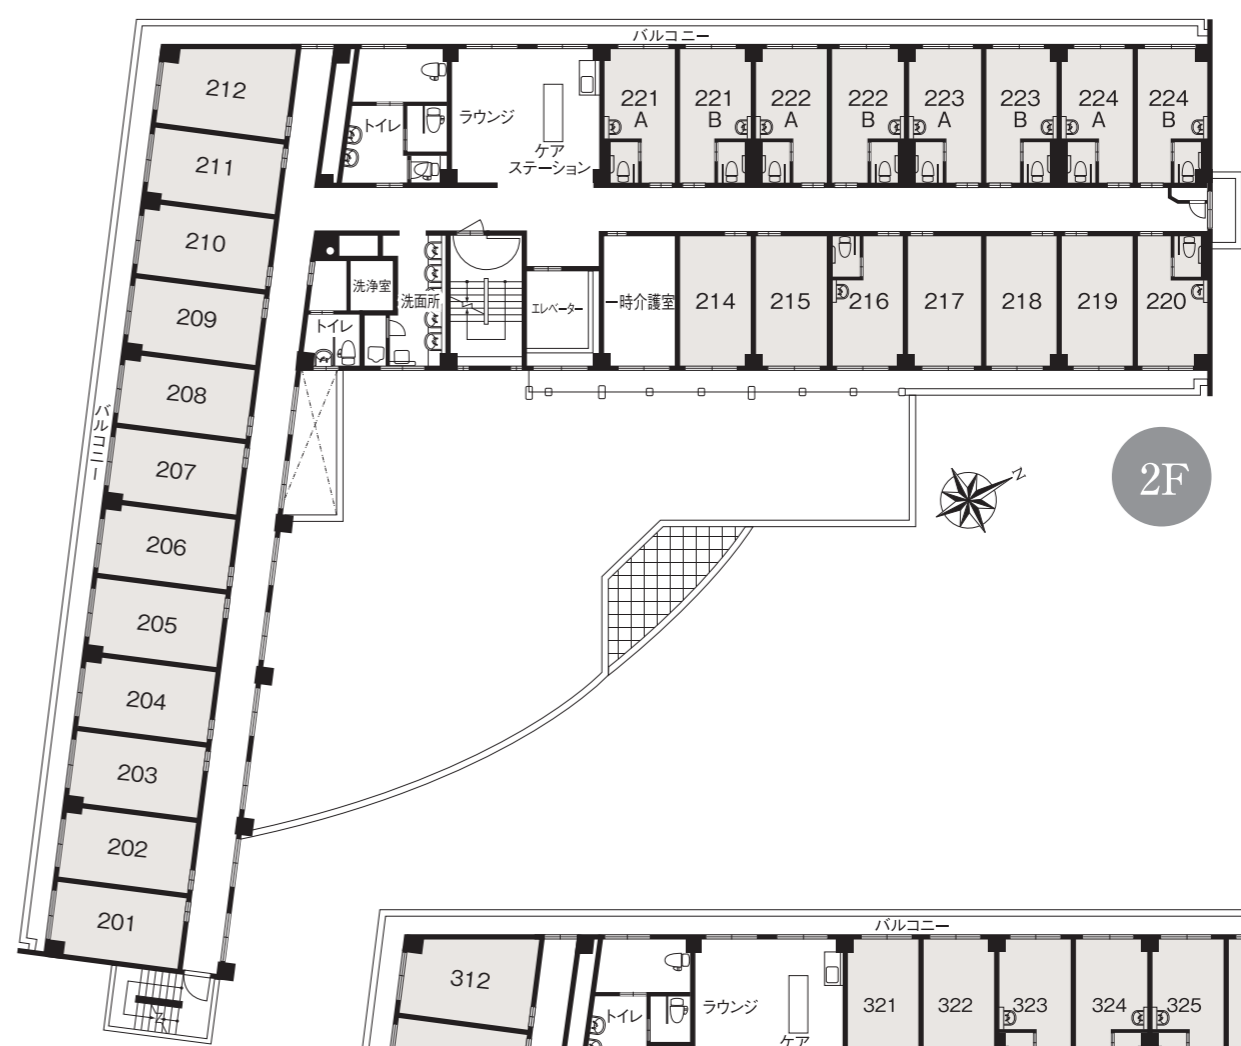 バルコニー
212
211
210
209
208
207
206
205
204
203
202
201
バルコニー
トイレ
ラウンジ
ケア
ステーション
221
A
221
B
222
A
222
B
223
A
223
B
224
A
224
B
洗浄室
洗面所
トイレ
エレベーター
一時介護室
214
215
216
217
218
219
220
N
2F
バルコニー
312
トイレ
ラウンジ
ケア
321
322
323
324
325